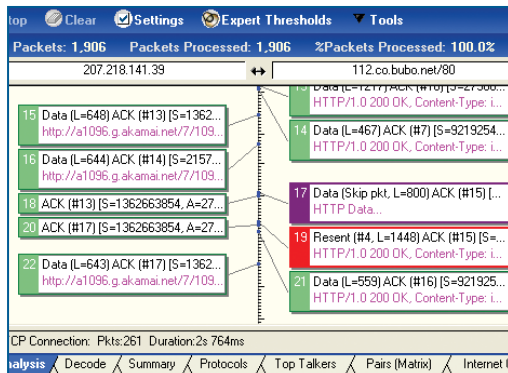 top Clear Settings Expert Thresholds Tools
Packets: 1,906 Packets Processed: 1,906 %Packets Processed: 100.0%
207.218.141.39 ↔ 112.co.bubo.net/80
15 Data (L=648) ACK (#13) [S=1362...
http://a1096.g.akamai.net/7/109...
16 Data (L=644) ACK (#14) [S=2157...
http://a1096.g.akamai.net/7/109...
18 ACK (#13) [S=1362663854, A=27...
20 ACK (#17) [S=1362663854, A=27...
22 Data (L=643) ACK (#17) [S=1362...
http://a1096.g.akamai.net/7/109...
HTTP/1.0 200 OK, Content-Type: i...
14 Data (L=467) ACK (#7) [S=9219254...
HTTP/1.0 200 OK, Content-Type: i...
17 Data (Skip pkt, L=800) ACK (#15) [...
HTTP Data...
19 Resent (#4, L=1448) ACK (#15) [S=...
HTTP/1.0 200 OK, Content-Type: i...
21 Data (L=559) ACK (#16) [S=921925...
HTTP/1.0 200 OK, Content-Type: i...
CP Connection: Pkts:261 Duration:2s 764ms
nalysis Decode Summary Protocols Top Talkers Pairs (Matrix) Internet